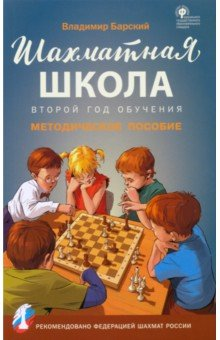 Владимир Барский
Шахматная
ШКОЛА
ВТОРОЙ ГОД ОБУЧЕНИЯ
МЕТОДИЧЕСКОЕ ПОСОБИЕ
РЕКОМЕНДОВАНО ФЕДЕРАЦИЕЙ ШАХМАТ РОССИИ